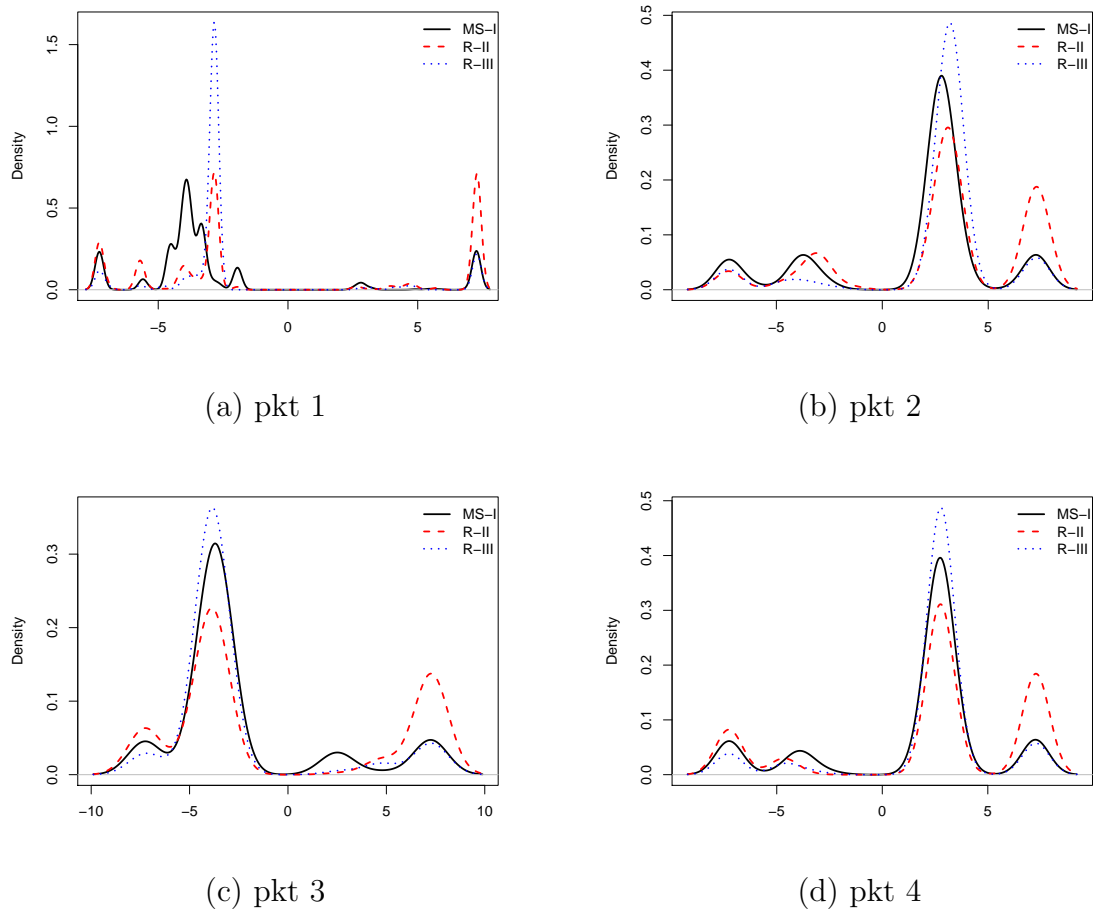 MS-I
R-II
R-III
Density
0.0 0.5 1.0 1.5
-5 0 5
(a) pkt 1
MS-I
R-II
R-III
Density
0.0 0.1 0.2 0.3 0.4 0.5
-5 0 5
(b) pkt 2
MS-I
R-II
R-III
Density
0.0 0.1 0.2 0.3
-10 -5 0 5 10
(c) pkt 3
MS-I
R-II
R-III
Density
0.0 0.1 0.2 0.3 0.4 0.5
-5 0 5
(d) pkt 4